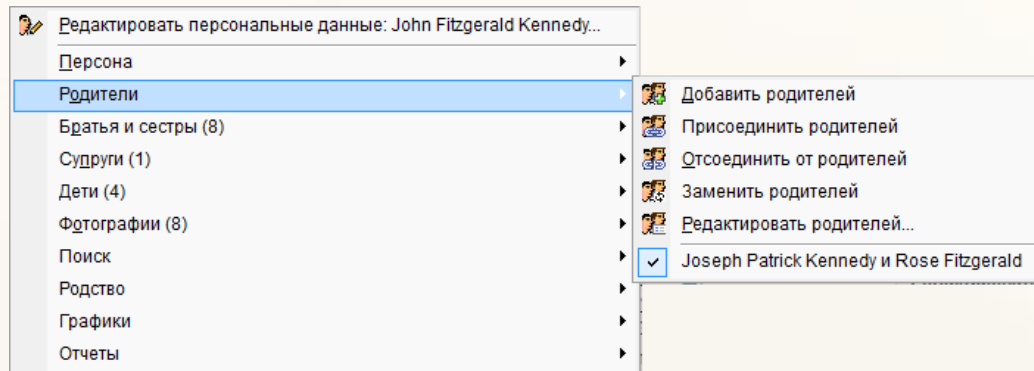 Редактировать персональные данные: John Fitzgerald Kennedy...
Персона
Родители
Братья и сестры (8)
Супруги (1)
Дети (4)
Фотографии (8)
Поиск
Родство
Графики
Отчеты
Добавить родителей
Присоединить родителей
Отсоединить от родителей
Заменить родителей
Редактировать родителей...
Joseph Patrick Kennedy и Rose Fitzgerald